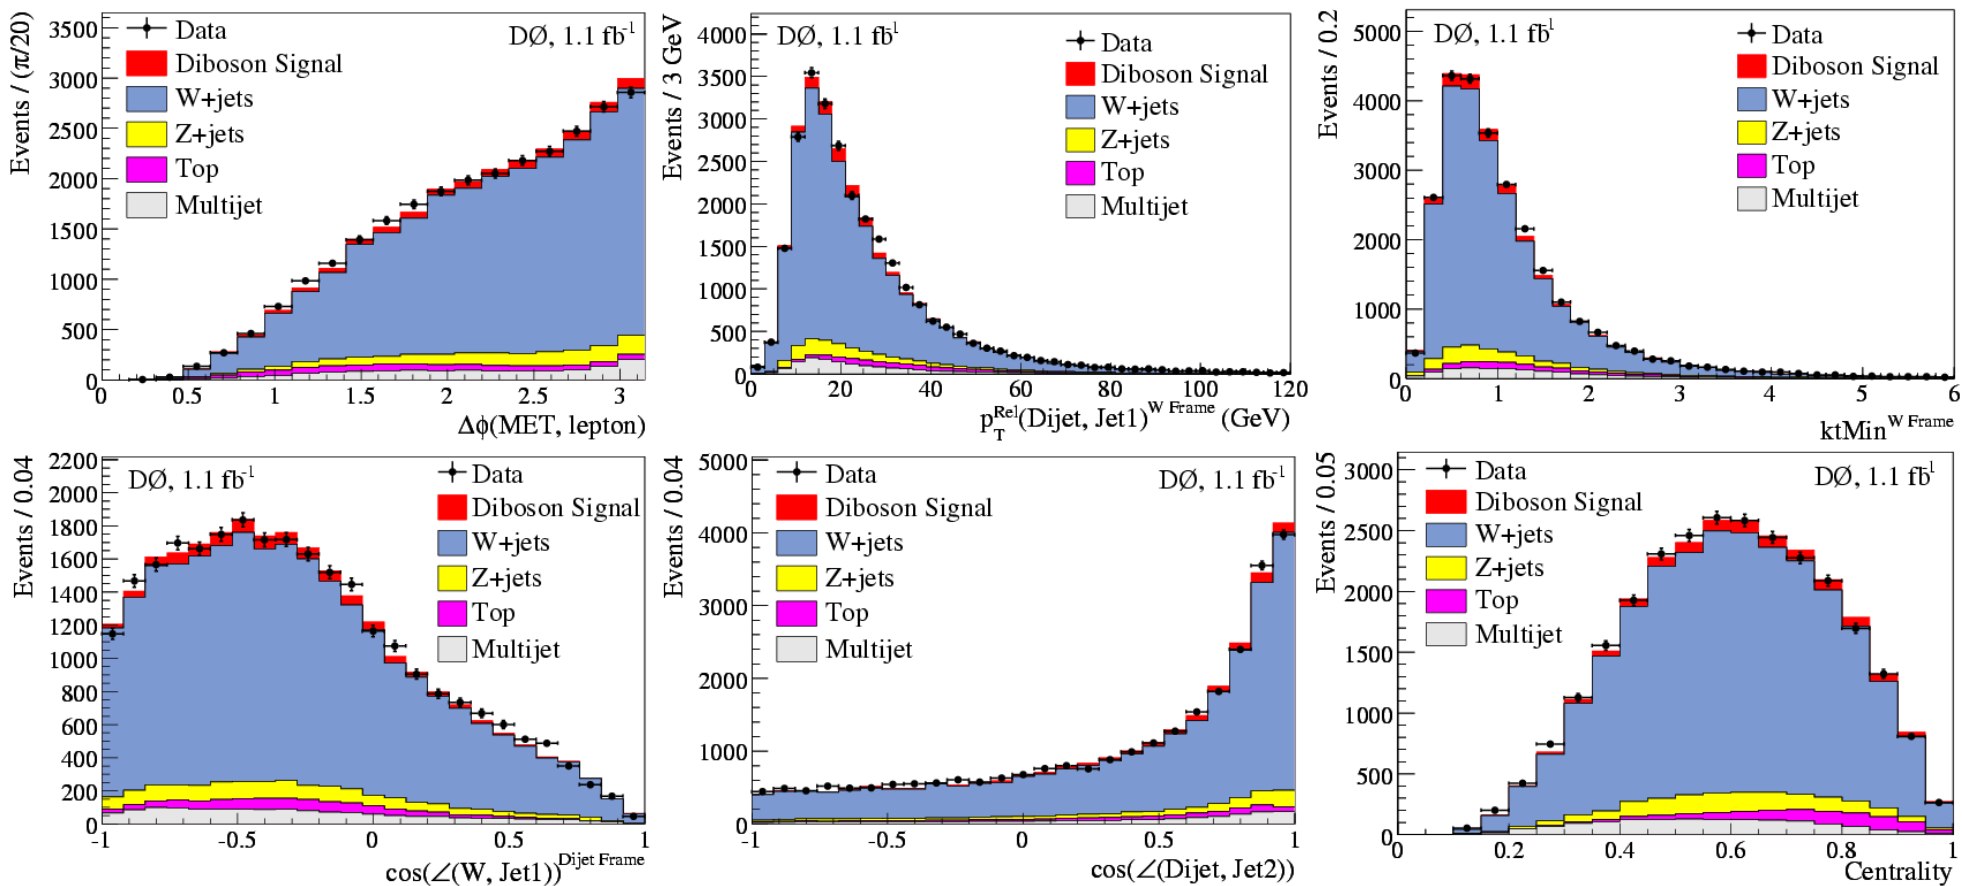 Events / (π/20)
3500
3000
2500
2000
1500
1000
500
0
Data
Diboson Signal
W+jets
Z+jets
Top
Multijet
DØ, 1.1 fb⁻¹
0 0.5 1 1.5 2 2.5 3
Δϕ(MET, lepton)
Events / 3 GeV
4000
3500
3000
2500
2000
1500
1000
500
0
DØ, 1.1 fb¹
Data
Diboson Signal
W+jets
Z+jets
Top
Multijet
0 20 40 60 80 100 120
p_T^Rel(Dijet, Jet1)^W Frame (GeV)
Events / 0.2
5000
4000
3000
2000
1000
0
DØ, 1.1 fb¹
Data
Diboson Signal
W+jets
Z+jets
Top
Multijet
0 1 2 3 4 5 6
ktMin^W Frame
Events / 0.04
2200
2000
1800
1600
1400
1200
1000
800
600
400
200
0
DØ, 1.1 fb⁻¹
Data
Diboson Signal
W+jets
Z+jets
Top
Multijet
-1 -0.5 0 0.5 1
cos(∠(W, Jet1))^Dijet Frame
Events / 0.04
5000
4000
3000
2000
1000
0
Data
Diboson Signal
W+jets
Z+jets
Top
Multijet
DØ, 1.1 fb⁻¹
-1 -0.5 0 0.5 1
cos(∠(Dijet, Jet2))
Events / 0.05
3000
2500
2000
1500
1000
500
0
Data
Diboson Signal
W+jets
Z+jets
Top
Multijet
DØ, 1.1 fb¹
0 0.2 0.4 0.6 0.8 1
Centrality